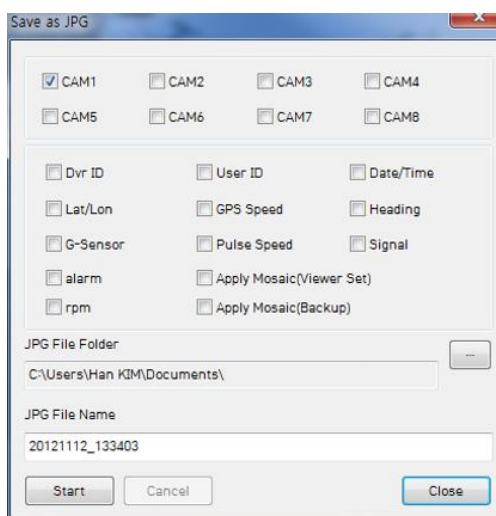 Save as JPG
CAM1 CAM2 CAM3 CAM4
CAM5 CAM6 CAM7 CAM8
Dvr ID User ID Date/Time
Lat/Lon GPS Speed Heading
G-Sensor Pulse Speed Signal
alarm Apply Mosaic(Viewer Set)
rpm Apply Mosaic(Backup)
JPG File Folder
...
C:\Users\Han KIM\Documents\
JPG File Name
20121112_133403
Start Cancel Close